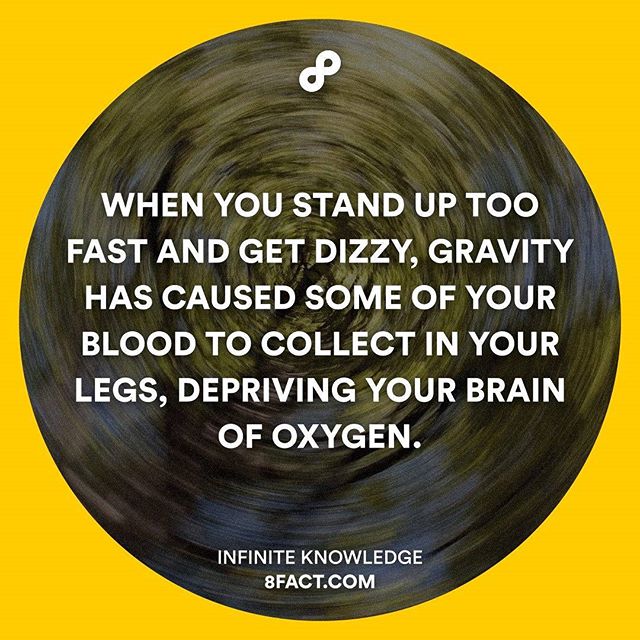 WHEN YOU STAND UP TOO
FAST AND GET DIZZY, GRAVITY
HAS CAUSED SOME OF YOUR
BLOOD TO COLLECT IN YOUR
LEGS, DEPRIVING YOUR BRAIN
OF OXYGEN.
INFINITE KNOWLEDGE
8FACT.COM